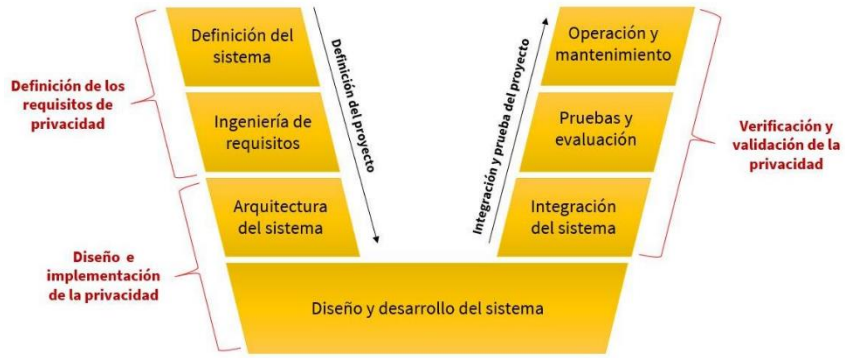 Definición de los
requisitos de
privacidad
Diseño e
implementación
de la privacidad
Definición del
sistema
Ingeniería de
requisitos
Arquitectura
del sistema
Definición del proyecto
Diseño y desarrollo del sistema
Integración y prueba del proyecto
Operación y
mantenimiento
Pruebas y
evaluación
Integración
del sistema
Verificación y
validación de la
privacidad